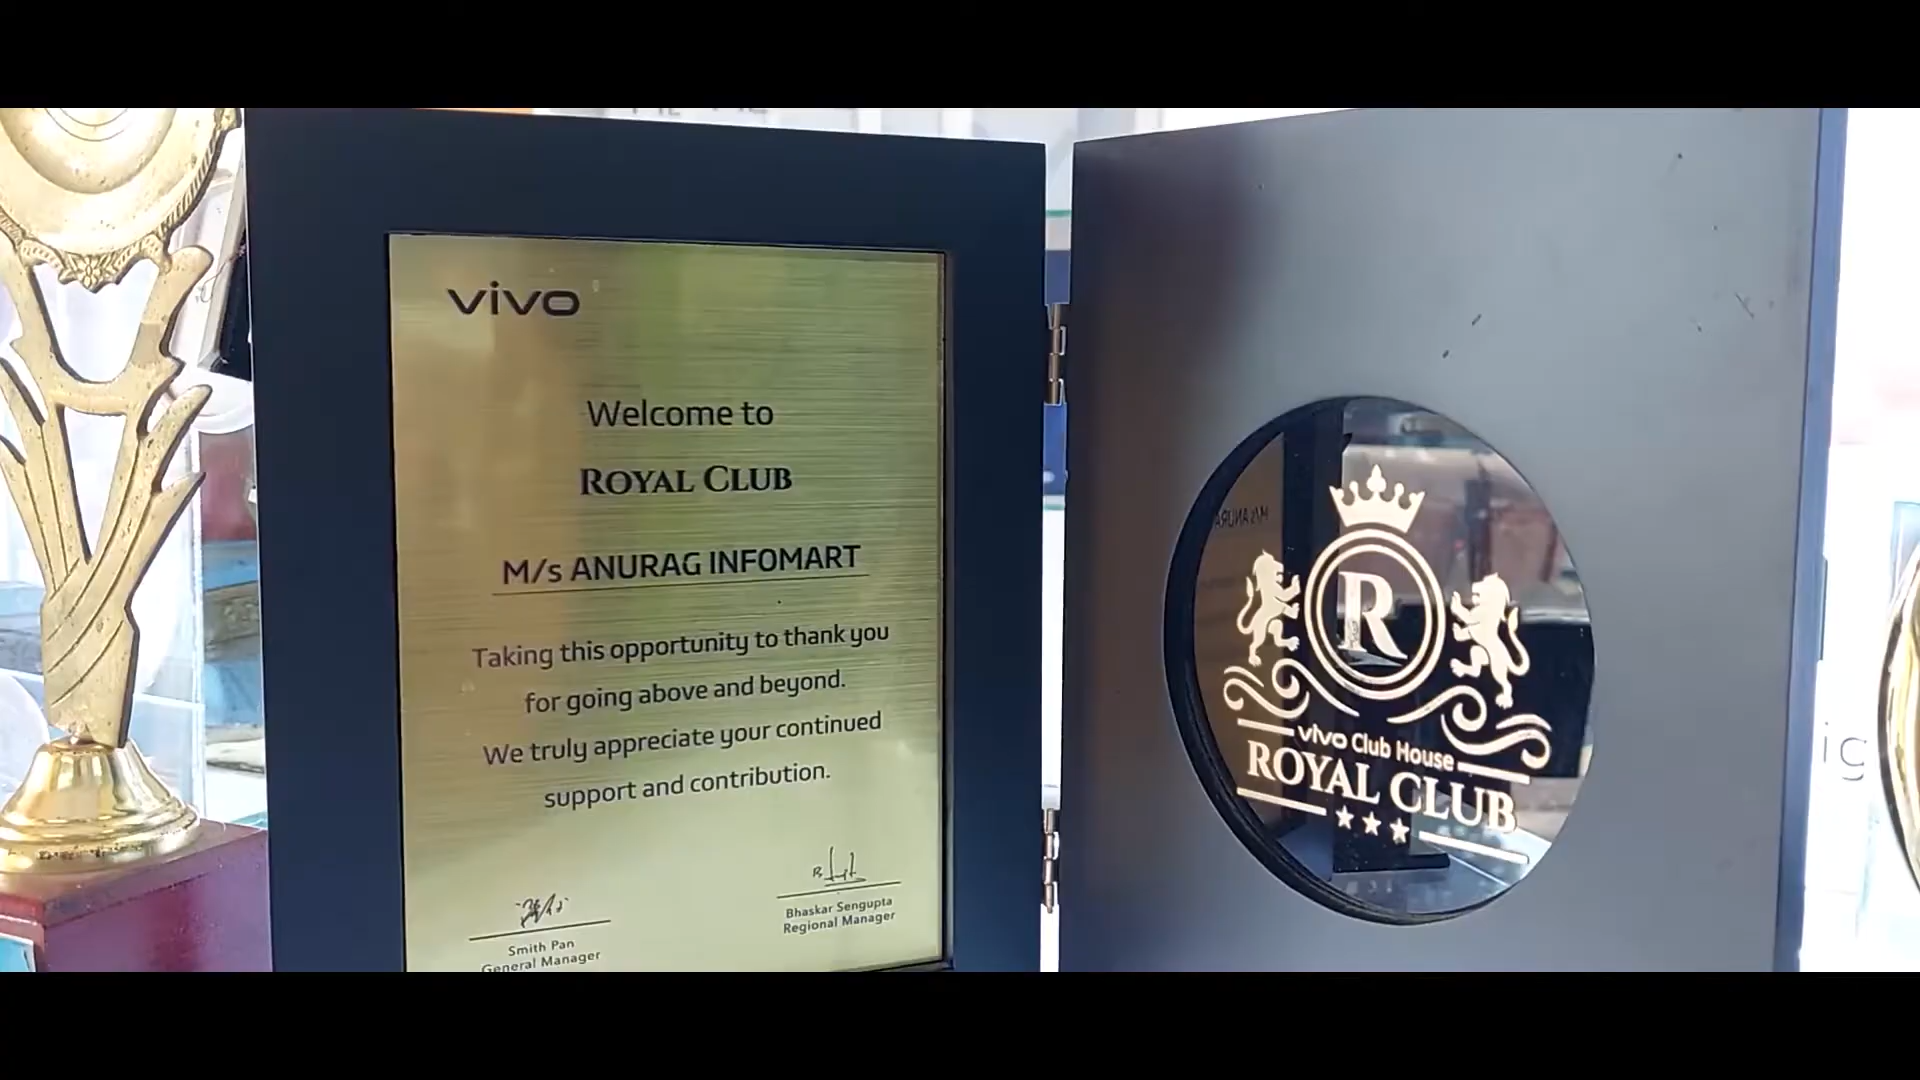 vivo
Welcome to
ROYAL CLUB
M/s ANURAG INFOMART
Taking this opportunity to thank you
for going above and beyond.
We truly appreciate your continued
support and contribution.
Smith Pan
General Manager
Bhaskar Sengupta
Regional Manager
R
vivo Club House
ROYAL CLUB
ig